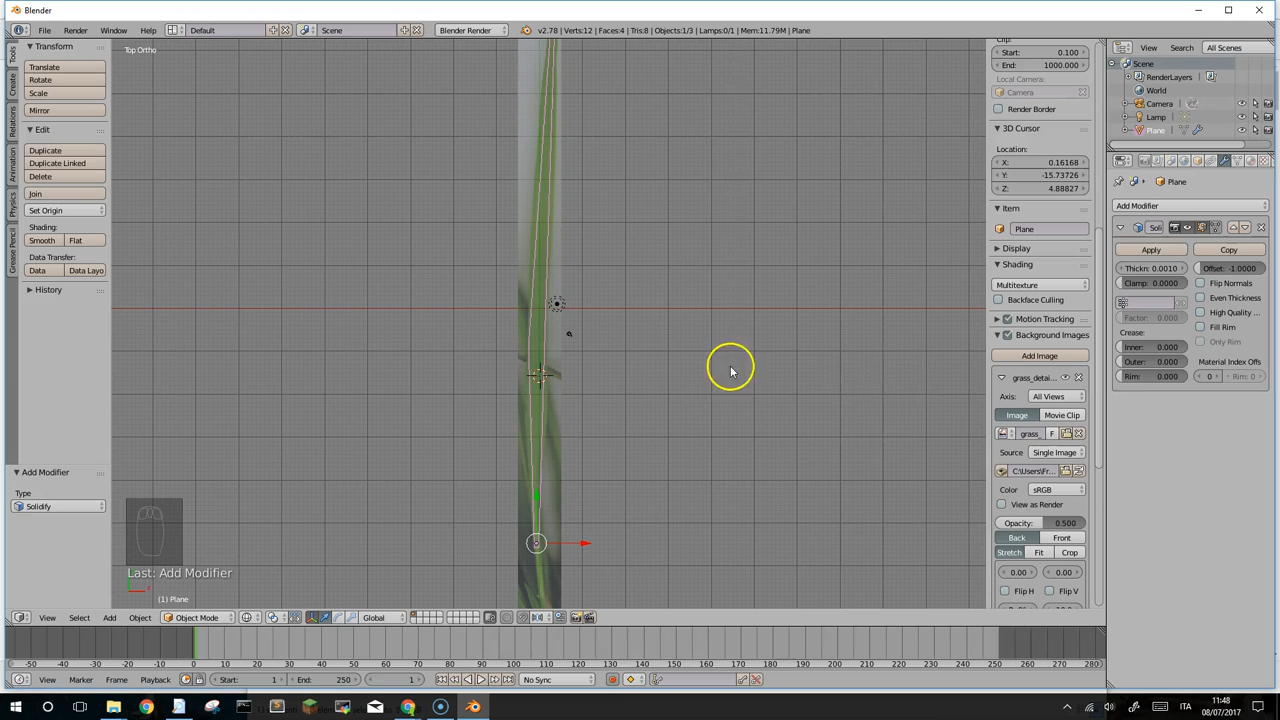 Blender
File
Render
Window
Help
Default
Scene
Blender Render
v2.78 | Verts:12 | Faces:4 | Tris:8 | Objects:1/3 | Lamps:0/1 | Mem:11.79M | Plane
View
Search
All Scenes
Tools
Create
Relations
Animation
Physics
Grease Pencil
Transform
Translate
Rotate
Scale
Mirror
Edit
Duplicate
Duplicate Linked
Delete
Join
Set Origin
Shading:
Smooth
Flat
Data Transfer:
Data
Data Layo
History
Add Modifier
Type
Solidify
Top Ortho
Last: Add Modifier
(1) Plane
Clip:
Start: 0.100
End: 1000.000
Local Camera:
Camera
Render Border
3D Cursor
Location:
X: 0.16168
Y: -15.73726
Z: 4.88827
Item
Plane
Display
Shading
Multitexture
Backface Culling
Motion Tracking
Background Images
Add Image
grass_detai..
Axis: All Views
Image
Movie Clip
grass_
F
Source Single Image
C:\Users\Fr...
Color sRGB
View as Render
Opacity: 0.500
Back
Front
Stretch
Fit
Crop
0.00
0.00
Flip H
Flip V
Scene
RenderLayers
World
Camera
Lamp
Plane
Plane
Add Modifier
Soli
Apply
Copy
Thickn: 0.0010
Offset: -1.0000
Clamp: 0.0000
Flip Normals
Even Thickness
High Quality ..
Factor: 0.000
Fill Rim
Crease:
Only Rim
Inner: 0.000
Outer: 0.000
Rim: 0.000
Material Index Offs
0
Rim: 0
View
Select
Add
Object
Object Mode
Global
-50 -40 -30 -20 -10 0 10 20 30 40 50 60 70 80 90 100 110 120 130 140 150 160 170 180 190 200 210 220 230 240 250 260 270 280
View
Marker
Frame
Playback
Start: 1
End: 250
1
No Sync
ITA
11:48
08/07/2017